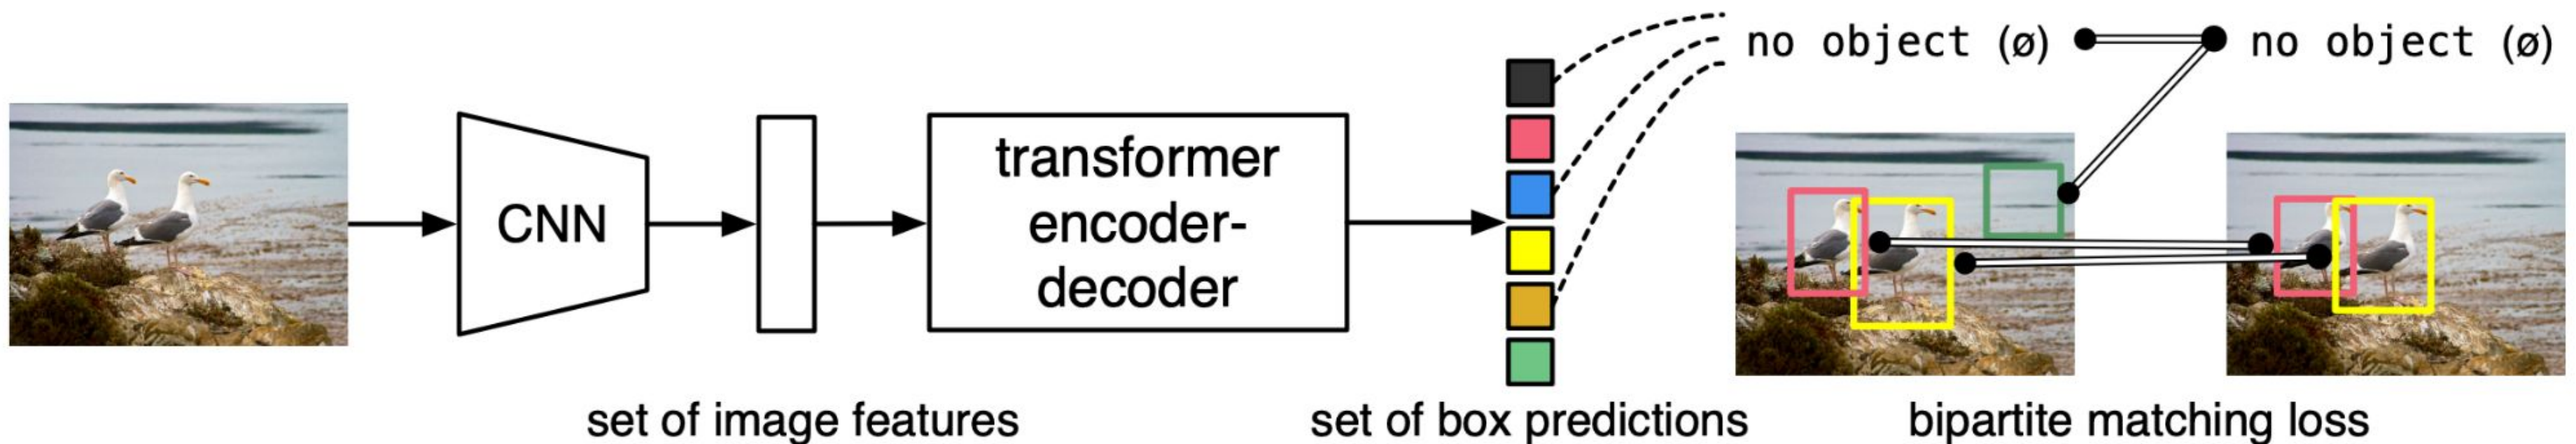 no object (ø)
no object (ø)
CNN
transformer
encoder-
decoder
set of image features
set of box predictions
bipartite matching loss